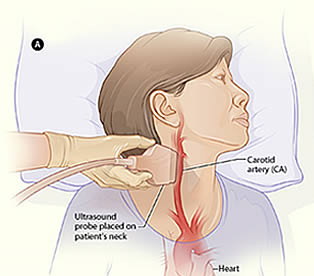 A
Carotid
artery (CA)
Ultrasound
probe placed on
patient's neck
Heart